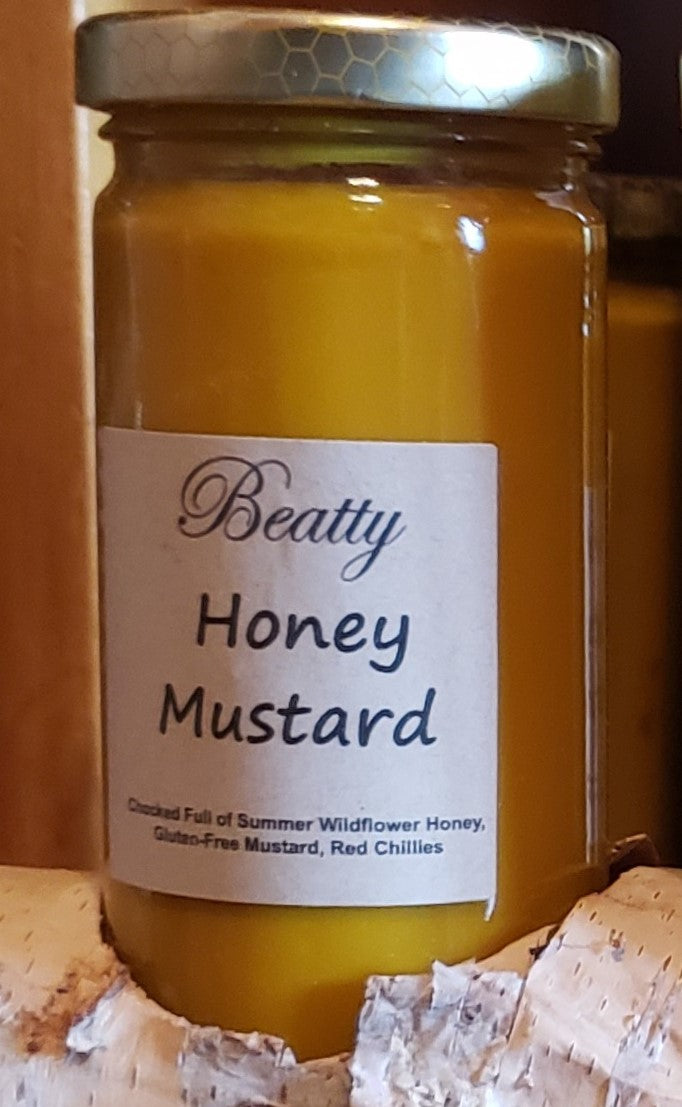 Beatty
Honey
Mustard
Chocked Full of Summer Wildflower Honey,
Gluten-Free Mustard, Red Chillies